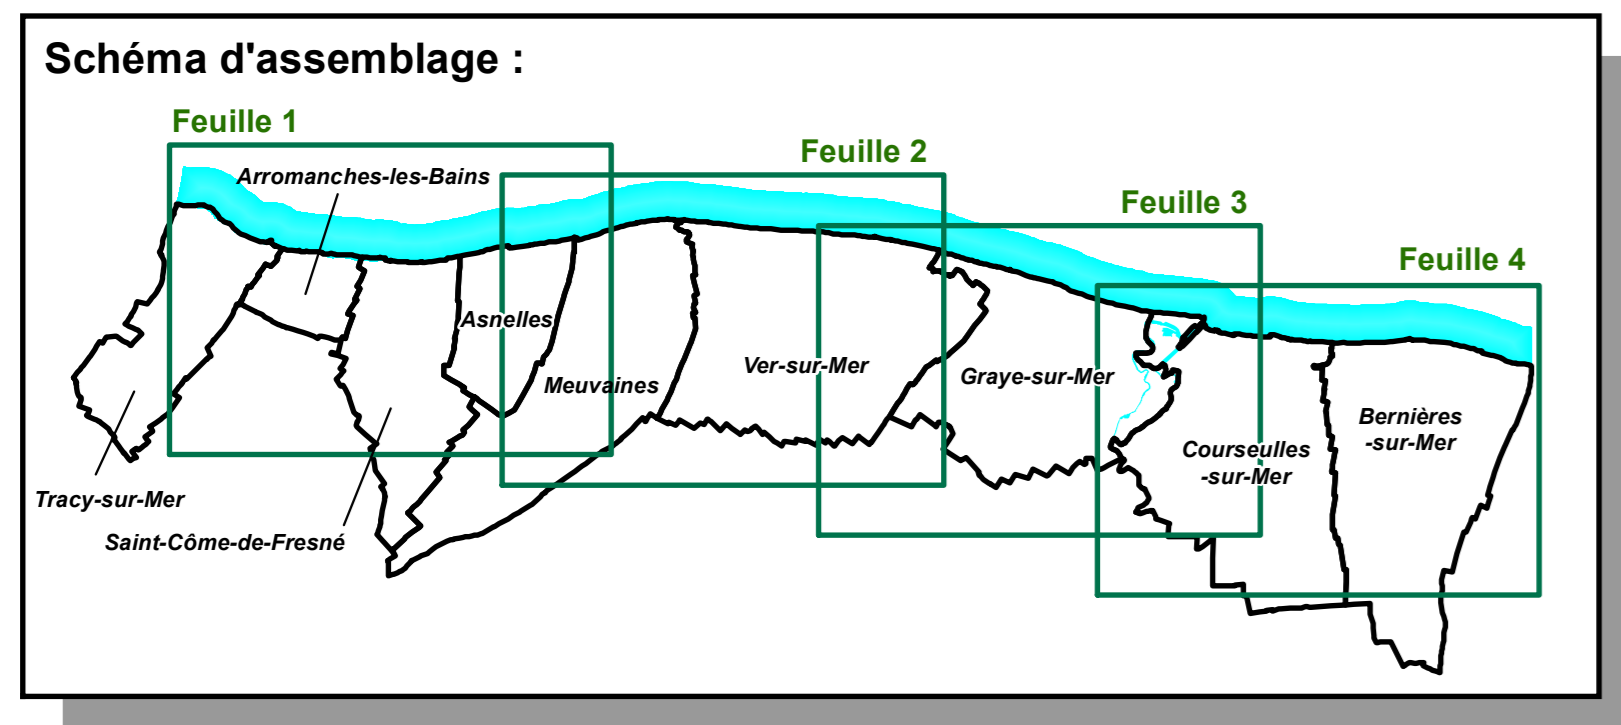 Schéma d'assemblage :
Feuille 1
Feuille 2
Arromanches-les-Bains
Feuille 3
Feuille 4
Asnelles
Meuvaines
Ver-sur-Mer
Graye-sur-Mer
Bernières
-sur-Mer
Courseulles
-sur-Mer
Tracy-sur-Mer
Saint-Côme-de-Fresné